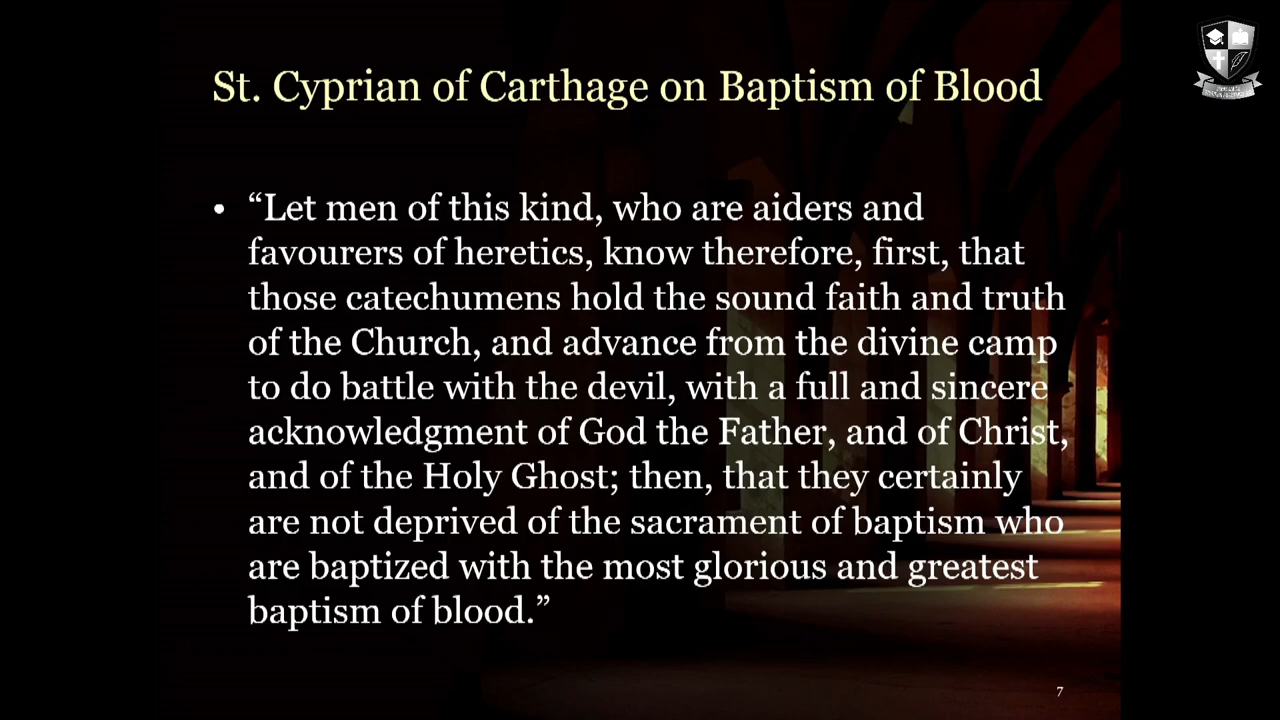 St. Cyprian of Carthage on Baptism of Blood
• “Let men of this kind, who are aiders and
favourers of heretics, know therefore, first, that
those catechumens hold the sound faith and truth
of the Church, and advance from the divine camp
to do battle with the devil, with a full and sincere
acknowledgment of God the Father, and of Christ,
and of the Holy Ghost; then, that they certainly
are not deprived of the sacrament of baptism who
are baptized with the most glorious and greatest
baptism of blood.”
7